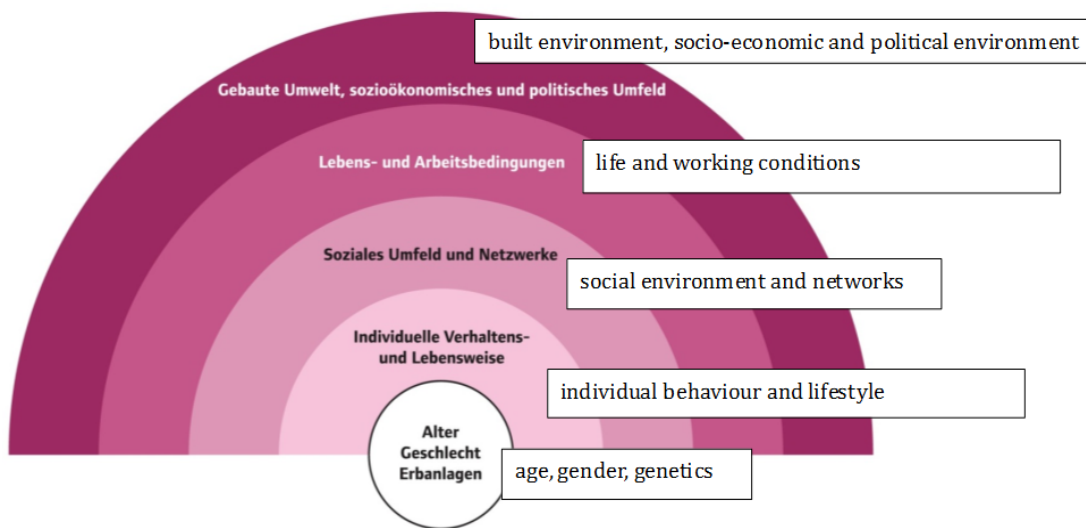 built environment, socio-economic and political environment
Gebaute Umwelt, sozioökonomisches und politisches Umfeld
Lebens- und Arbeitsbedingungen
life and working conditions
Soziales Umfeld und Netzwerke
social environment and networks
Individuelle Verhaltens-
und Lebensweise
individual behaviour and lifestyle
Alter
Geschlecht
Erbanlagen
age, gender, genetics